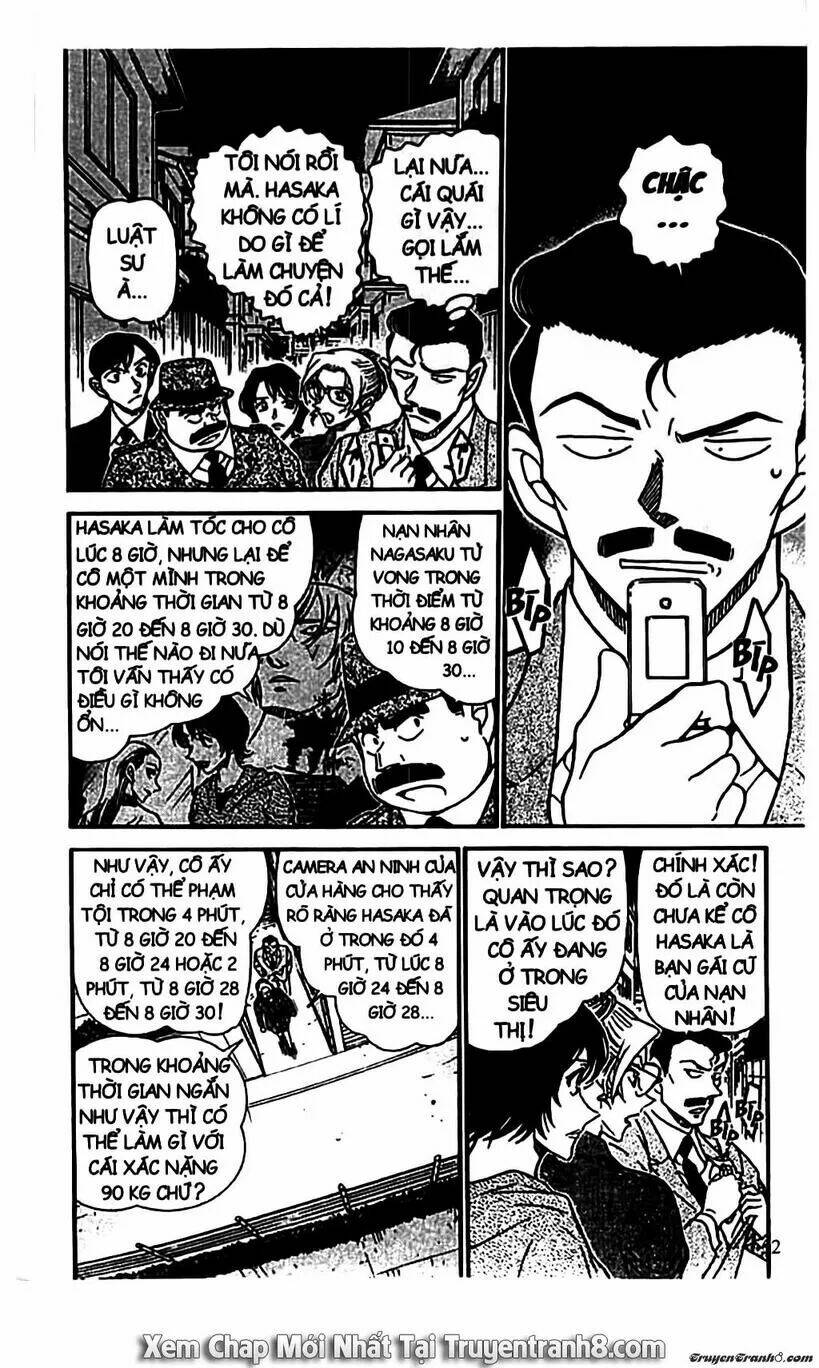 CHẬC
...
BÍP
BÍP
LẠI NƯA...
CÁI QUÁI
GÌ VẬY...
GỌI LẮM
THẾ...
TÔI NÓI RỒI
MÀ. HASAKA
KHÔNG CÓ LÍ
DO GÌ ĐỂ
LÀM CHUYỆN
ĐÓ CẢ!
LUẬT
SƯ
À...
NẠN NHÂN
NAGASAKU TỬ
VONG TRONG
THỜI ĐIỂM TỪ
KHOẢNG 8 GIỜ
10 ĐẾN 8 GIỜ
30...
HASAKA LÀM TÓC CHO CÔ
LÚC 8 GIỜ, NHƯNG LẠI ĐỂ
CÔ MỘT MÌNH TRONG
KHOẢNG THỜI GIAN TỪ 8
GIỜ 20 ĐẾN 8 GIỜ 30. DÙ
NÓI THẾ NÀO ĐI NƯA
TÔI VẪN THẤY CÓ
ĐIỀU GÌ KHÔNG
ỔN...
CHÍNH XÁC!
ĐÓ LÀ CÒN
CHƯA KỂ CÔ
HASAKA LÀ
BẠN GÁI CŨ
CỦA NẠN
NHÂN!
VẬY THÌ SAO?
QUAN TRỌNG
LÀ VÀO LÚC ĐÓ
CÔ ẤY ĐANG
Ở TRONG
SIÊU
THỊ!
BÍP
BÍP
CAMERA AN NINH CỦA
CỬA HÀNG CHO THẤY
RÕ RÀNG HASAKA ĐÃ
Ở TRONG ĐÓ 4
PHÚT, TỪ LÚC 8
GIỜ 24 ĐẾN 8
GIỜ 28...
NHƯ VẬY, CÔ ẤY
CHỈ CÓ THỂ PHẠM
TỘI TRONG 4 PHÚT,
TỪ 8 GIỜ 20 ĐẾN
8 GIỜ 24 HOẶC 2
PHÚT, TỪ 8 GIỜ 28
ĐẾN 8 GIỜ 30!
TRONG KHOẢNG
THỜI GIAN NGẮN
NHƯ VẬY THÌ CÓ
THỂ LÀM GÌ VỚI
CÁI XÁC NẶNG
90 KG CHỨ?
2
Xem Chap Mới Nhất Tại Truyentranh8.com
TruyenTranh8.com